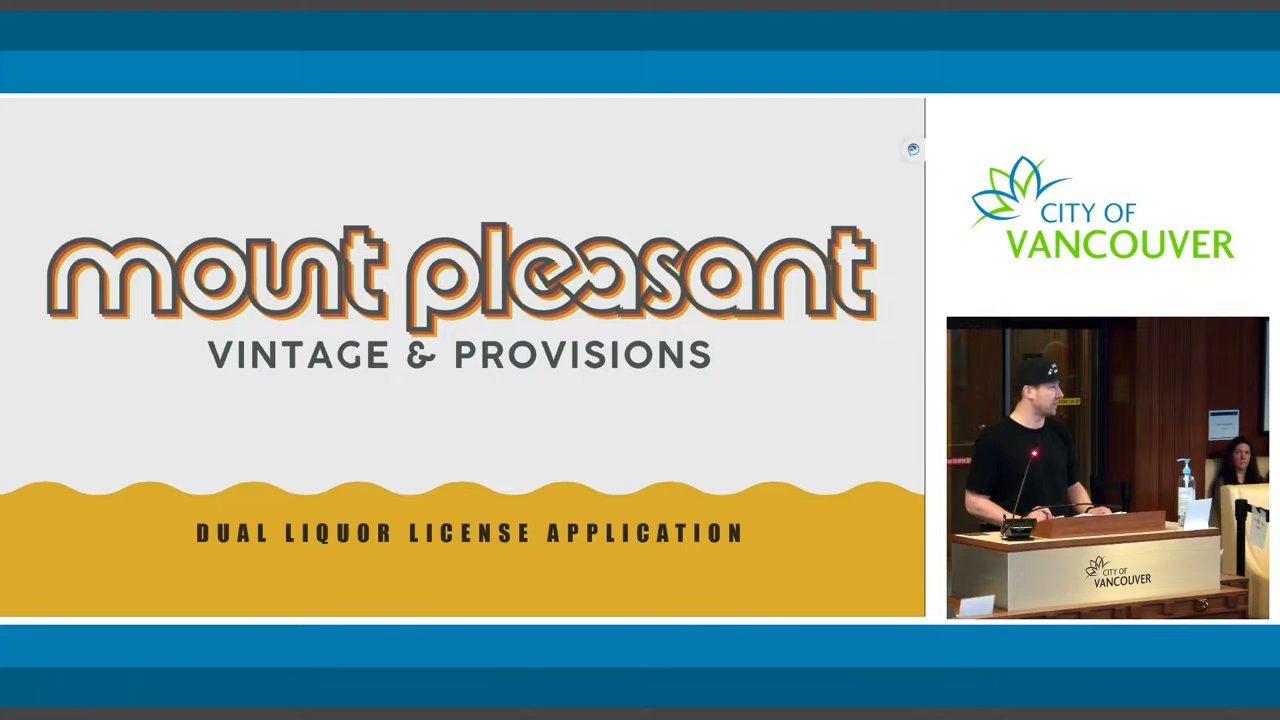 mount pleasant
VINTAGE & PROVISIONS
DUAL LIQUOR LICENSE APPLICATION
CITY OF
VANCOUVER
CITY OF
VANCOUVER